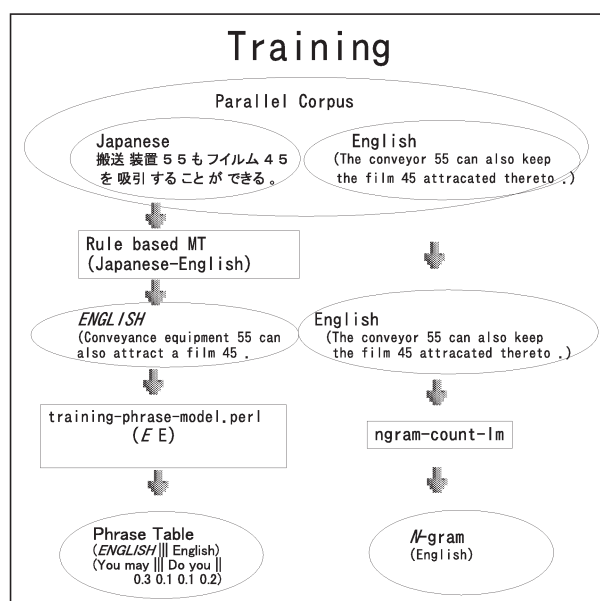 Training
Parallel Corpus
Japanese
搬送 装置 ５５も フイルム ４５
を 吸引 する こと が できる 。
English
(The conveyor 55 can also keep
the film 45 attracated thereto .)
Rule based MT
(Japanese-English)
ENGLISH
(Conveyance equipment 55 can
also attract a film 45 .
English
(The conveyor 55 can also keep
the film 45 attracated thereto .)
training-phrase-model.perl
(E E)
ngram-count-lm
Phrase Table
(ENGLISH ||| English)
(You may ||| Do you ||
0.3 0.1 0.1 0.2)
N-gram
(English)